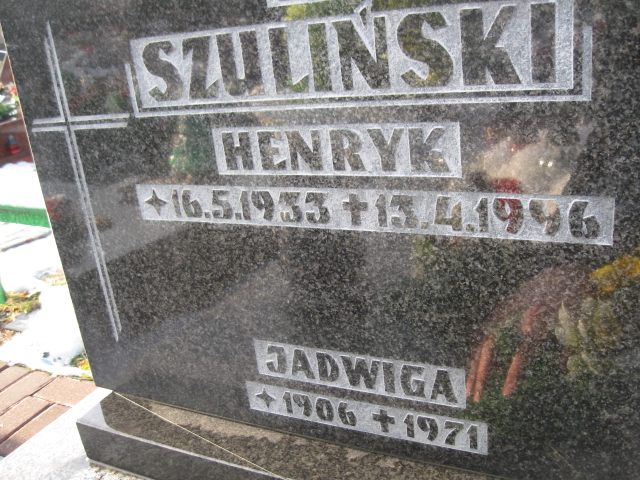 SZULIŃSKI
HENRYK
✦16.5.1933 ✝13.4.1996
JADWIGA
✦1906 ✝1971